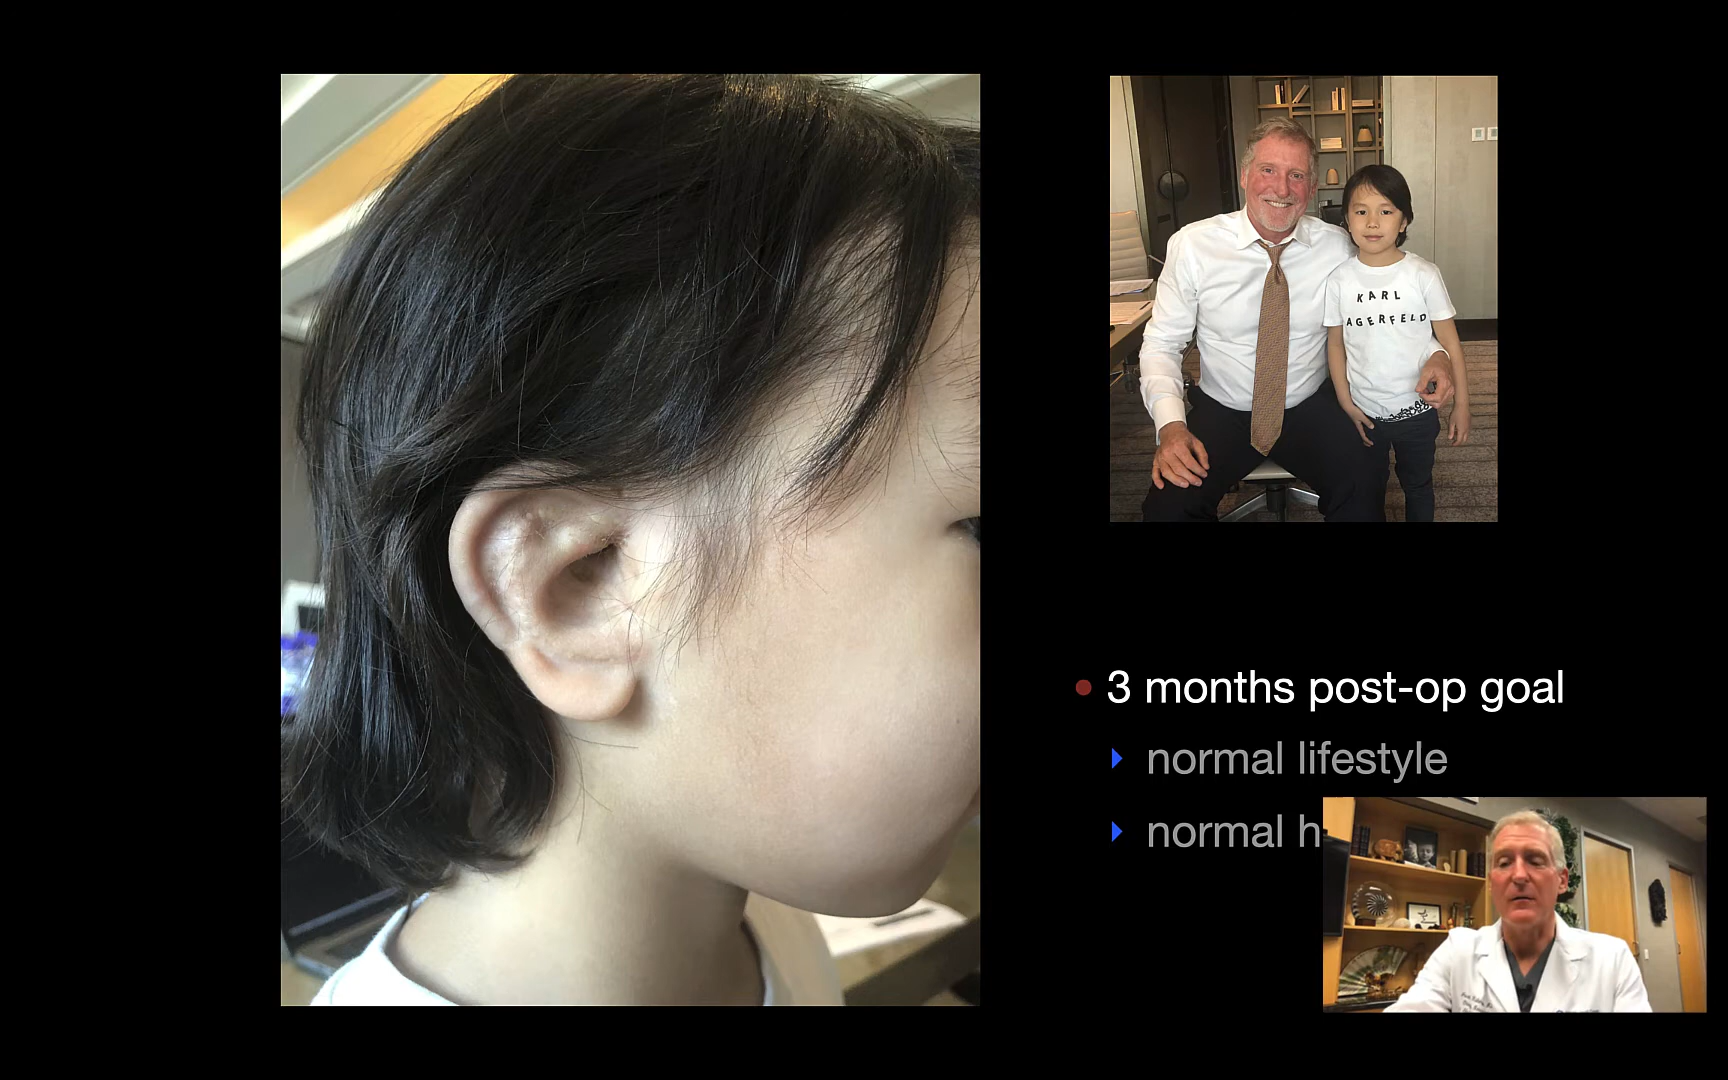 KARL
AGERFELD
3 months post-op goal
normal lifestyle
normal h